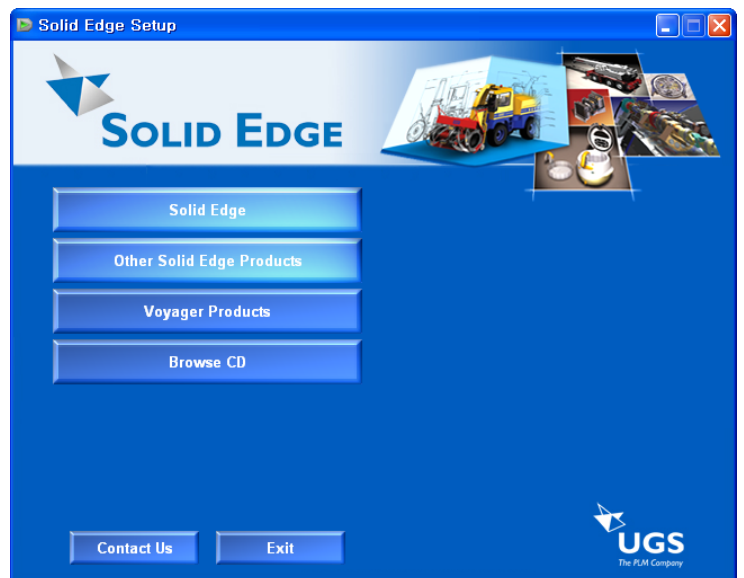 Solid Edge Setup
SOLID EDGE
Solid Edge
Other Solid Edge Products
Voyager Products
Browse CD
Contact Us
Exit
UGS
The PLM Company